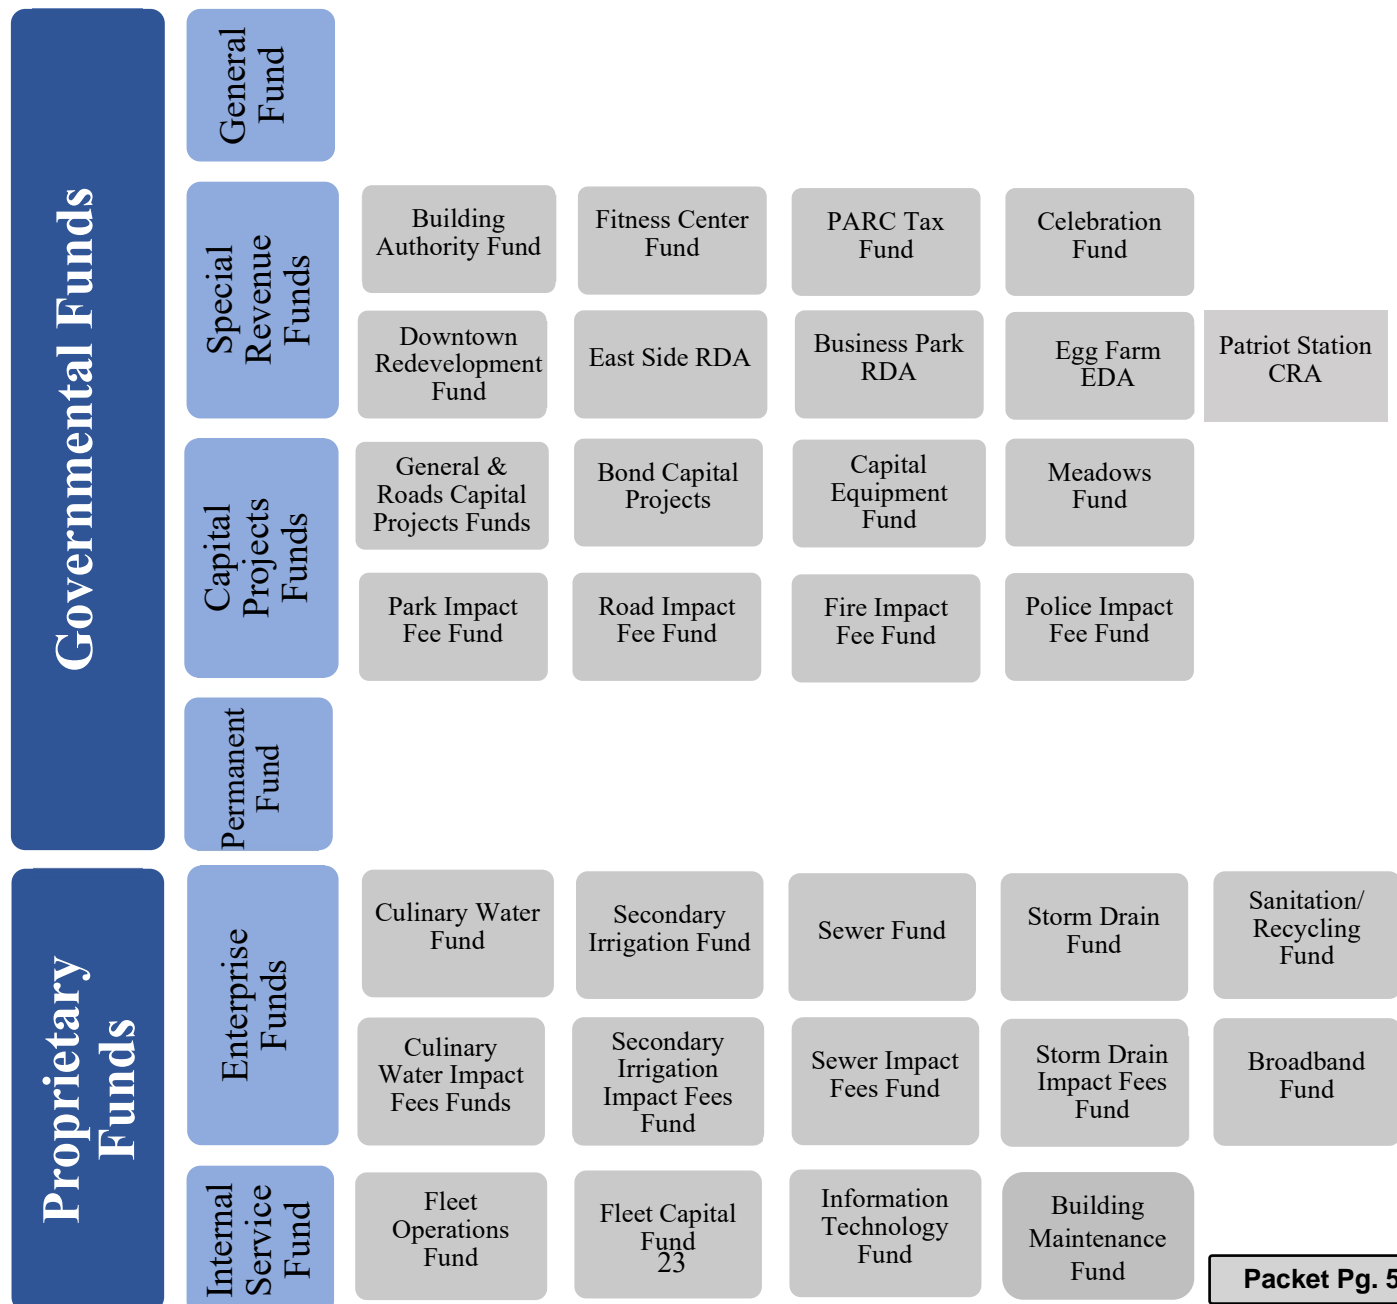 Governmental Funds
General
Fund
Special
Revenue
Funds
Building
Authority Fund
Fitness Center
Fund
PARC Tax
Fund
Celebration
Fund
Downtown
Redevelopment
Fund
East Side RDA
Business Park
RDA
Egg Farm
EDA
Patriot Station
CRA
Capital
Projects
Funds
General &
Roads Capital
Projects Funds
Bond Capital
Projects
Capital
Equipment
Fund
Meadows
Fund
Park Impact
Fee Fund
Road Impact
Fee Fund
Fire Impact
Fee Fund
Police Impact
Fee Fund
Permanent
Fund
Proprietary
Funds
Enterprise
Funds
Culinary Water
Fund
Secondary
Irrigation Fund
Sewer Fund
Storm Drain
Fund
Sanitation/
Recycling
Fund
Culinary
Water Impact
Fees Funds
Secondary
Irrigation
Impact Fees
Fund
Sewer Impact
Fees Fund
Storm Drain
Impact Fees
Fund
Broadband
Fund
Internal
Service
Fund
Fleet
Operations
Fund
Fleet Capital
Fund
Information
Technology
Fund
Building
Maintenance
Fund
23
Packet Pg. 5